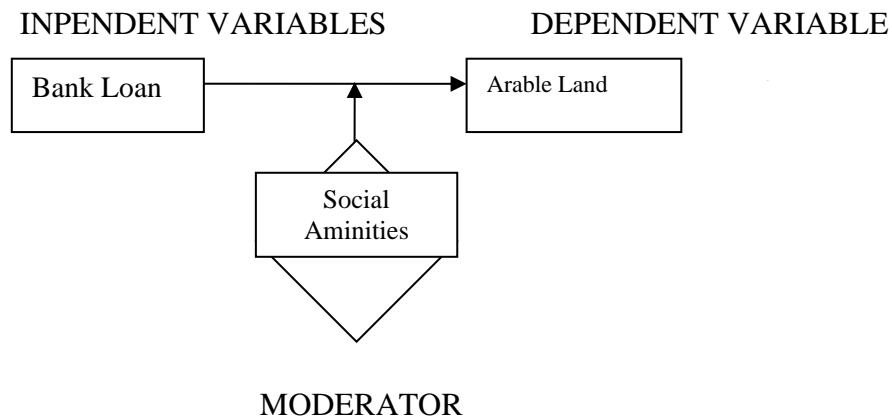 INPENDENT VARIABLES
DEPENDENT VARIABLE
Bank Loan
Arable Land
Social
Aminities
MODERATOR